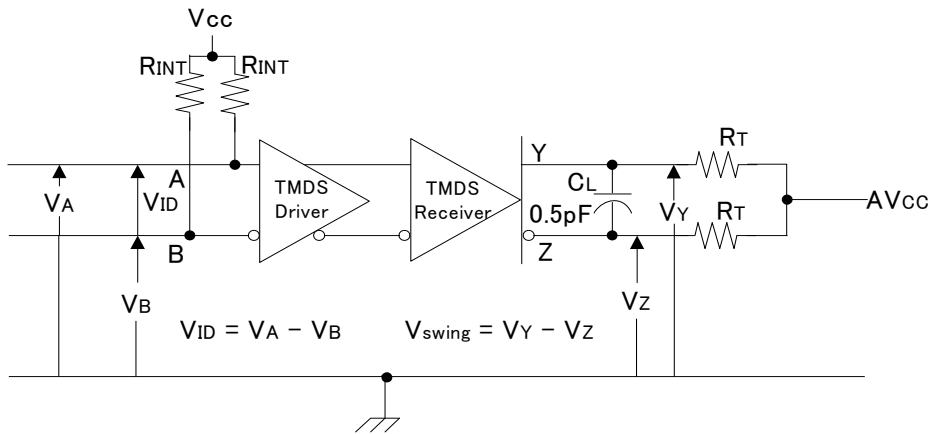 VCC
RINT
RINT
A
B
VA
VID
VB
TMDS
Driver
TMDS
Receiver
Y
Z
CL
0.5pF
VY
VZ
RT
RT
AVCC
VID = VA - VB
Vswing = VY - VZ